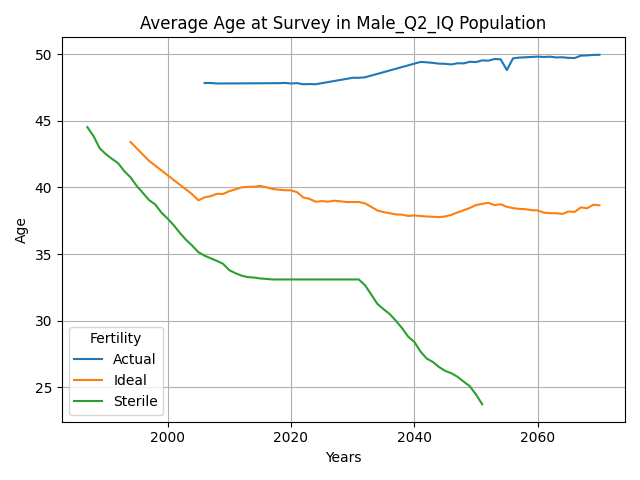 Average Age at Survey in Male_Q2_IQ Population
Age
50
45
40
35
30
25
Fertility
Actual
Ideal
Sterile
2000
2020
2040
2060
Years